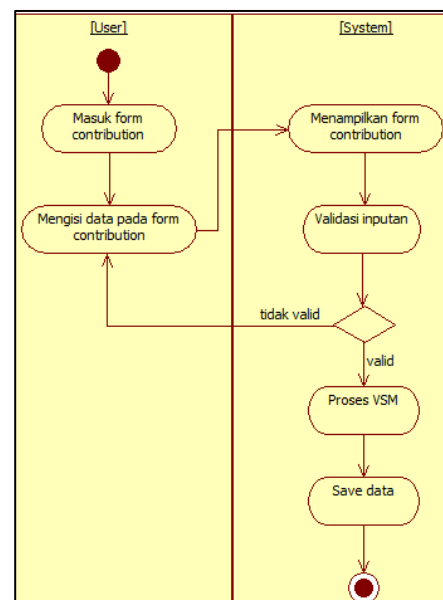 [User]
[System]
Masuk form
contribution
Menampilkan form
contribution
Mengisi data pada form
contribution
Validasi inputan
tidak valid
valid
Proses VSM
Save data